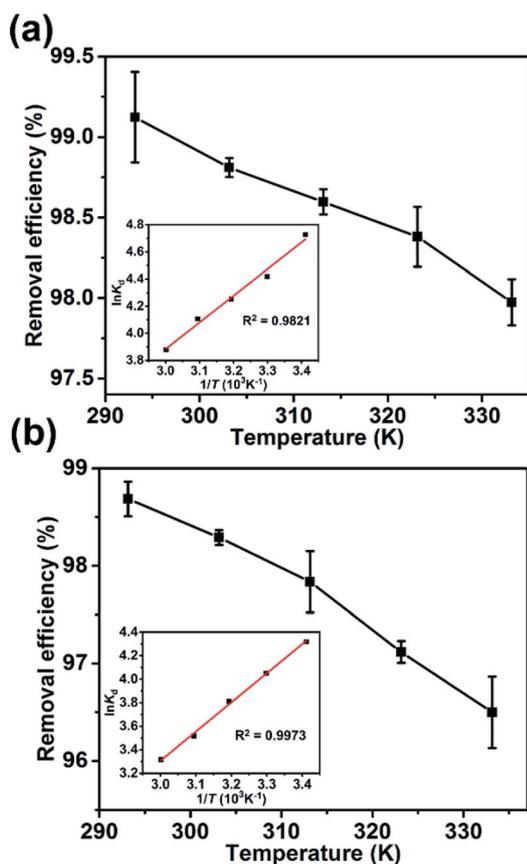 (a)
99.5
99.0
98.5
98.0
97.5
Removal efficiency (%)
4.8
4.6
4.4
4.2
4.0
3.8
lnKd
R² = 0.9821
3.0 3.1 3.2 3.3 3.4
1/T (10³K⁻¹)
290 300 310 320 330
Temperature (K)
(b)
99
98
97
96
Removal efficiency (%)
4.4
4.2
4.0
3.8
3.6
3.4
3.2
lnKd
R² = 0.9973
3.0 3.1 3.2 3.3 3.4
1/T (10³K⁻¹)
290 300 310 320 330
Temperature (K)